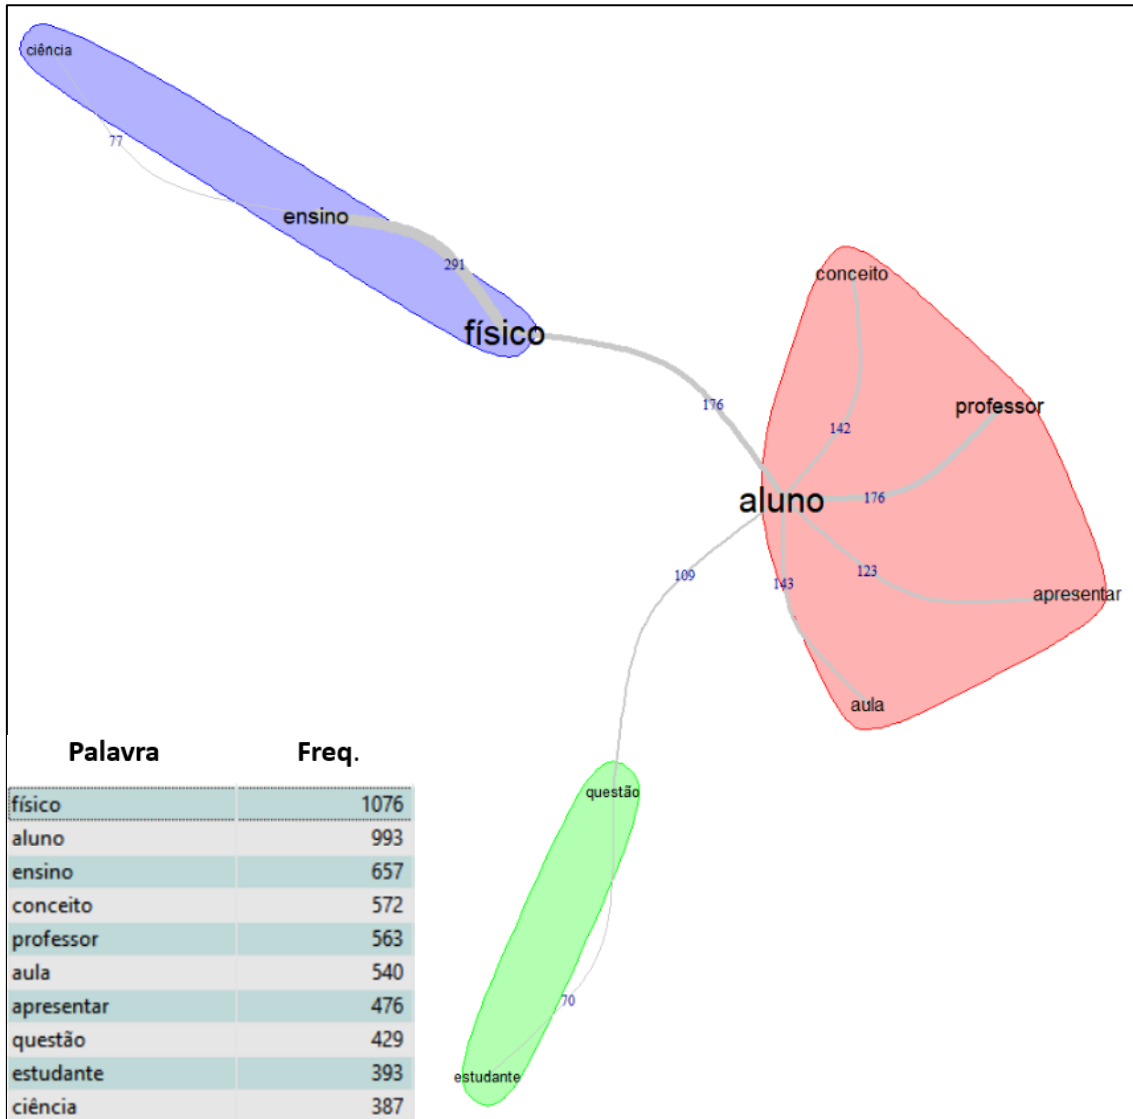 ciência
77
ensino
291
físico
conceito
professor
176
142
aluno
176
109
143
123
apresentar
aula
questão
70
estudante
Palavra Freq.
físico 1076
aluno 993
ensino 657
conceito 572
professor 563
aula 540
apresentar 476
questão 429
estudante 393
ciência 387